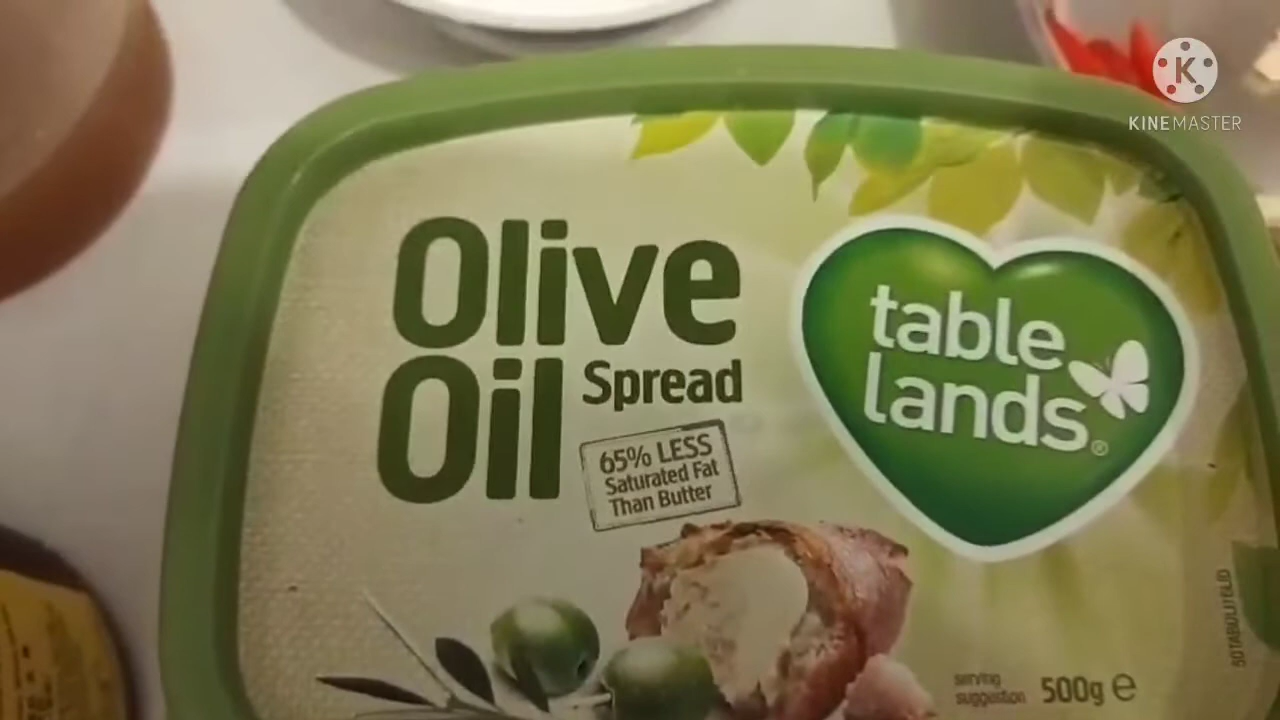 K
KINEMASTER
Olive
Oil Spread
65% LESS
Saturated Fat
Than Butter
table
lands®
serving
suggestion
500g e